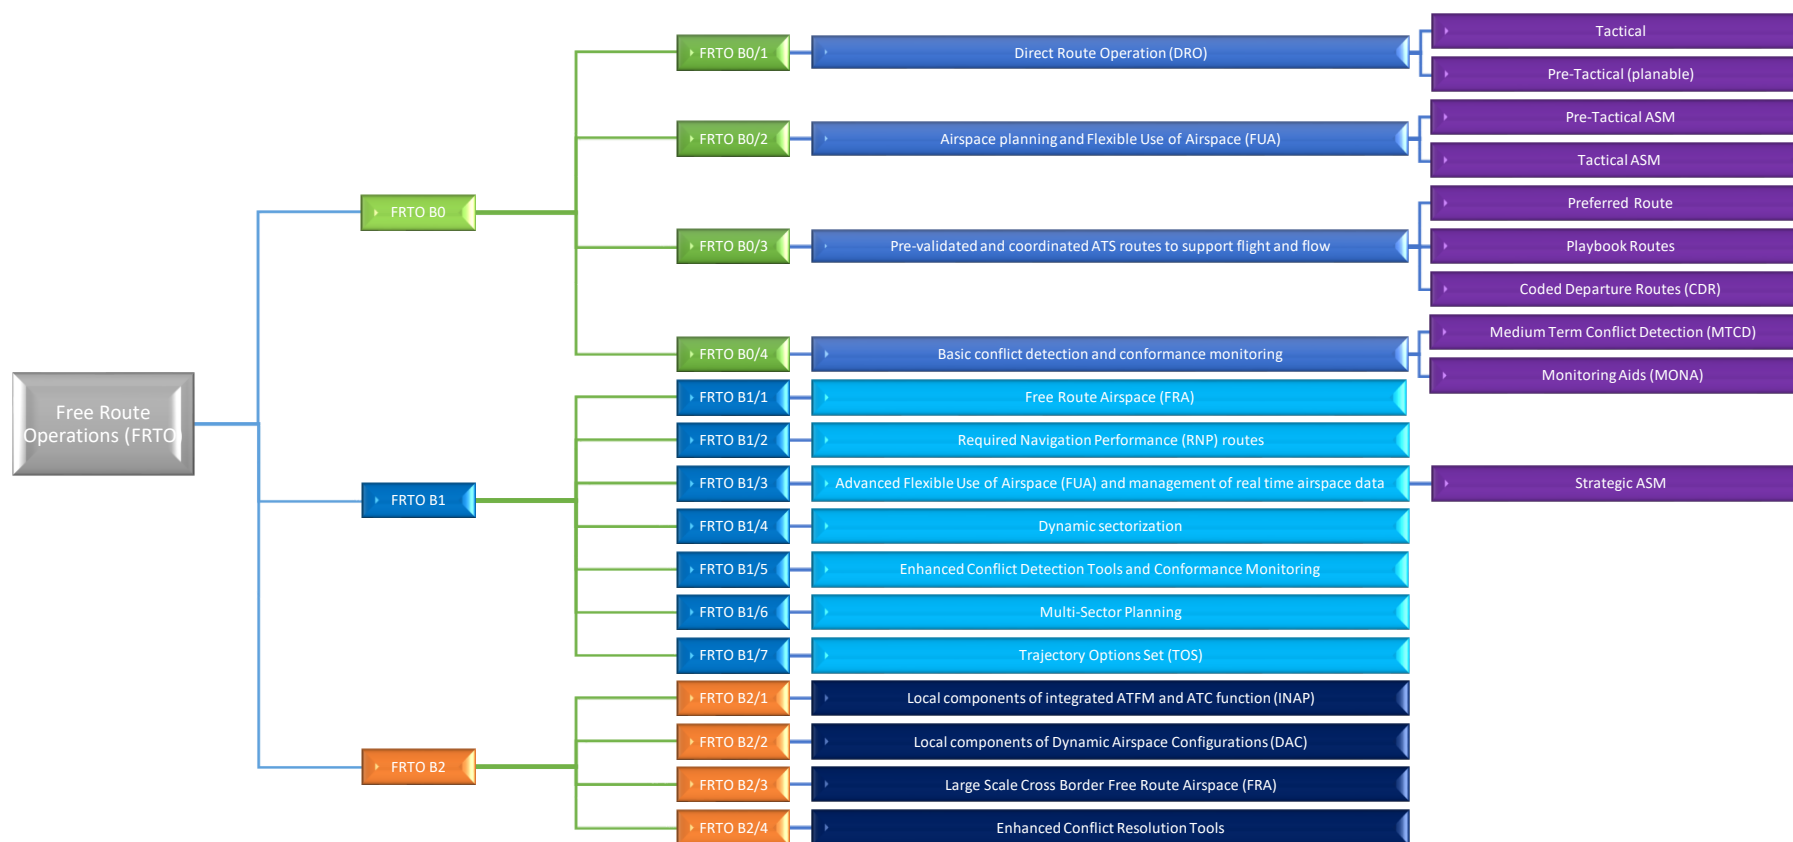 Free Route
Operations (FRTO)
FRTO B0
FRTO B0/1
Direct Route Operation (DRO)
Tactical
Pre-Tactical (planable)
FRTO B0/2
Airspace planning and Flexible Use of Airspace (FUA)
Pre-Tactical ASM
Tactical ASM
FRTO B0/3
Pre-validated and coordinated ATS routes to support flight and flow
Preferred Route
Playbook Routes
Coded Departure Routes (CDR)
FRTO B0/4
Basic conflict detection and conformance monitoring
Medium Term Conflict Detection (MTCD)
Monitoring Aids (MONA)
FRTO B1
FRTO B1/1
Free Route Airspace (FRA)
FRTO B1/2
Required Navigation Performance (RNP) routes
FRTO B1/3
Advanced Flexible Use of Airspace (FUA) and management of real time airspace data
Strategic ASM
FRTO B1/4
Dynamic sectorization
FRTO B1/5
Enhanced Conflict Detection Tools and Conformance Monitoring
FRTO B1/6
Multi-Sector Planning
FRTO B1/7
Trajectory Options Set (TOS)
FRTO B2
FRTO B2/1
Local components of integrated ATFM and ATC function (INAP)
FRTO B2/2
Local components of Dynamic Airspace Configurations (DAC)
FRTO B2/3
Large Scale Cross Border Free Route Airspace (FRA)
FRTO B2/4
Enhanced Conflict Resolution Tools